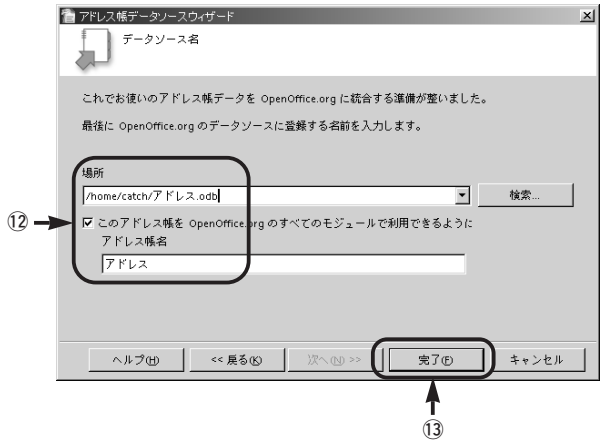 アドレス帳データソースウィザード
データソース名
これでお使いのアドレス帳データを OpenOffice.org に統合する準備が整いました。
最後に OpenOffice.org のデータソースに登録する名前を入力します。
場所
/home/catch/アドレス.odb
検索...
⑫
このアドレス帳を OpenOffice.org のすべてのモジュールで利用できるように
アドレス帳名
アドレス
ヘルプ(H) << 戻る(K) 次へ(N) >> 完了(F) キャンセル
⑬